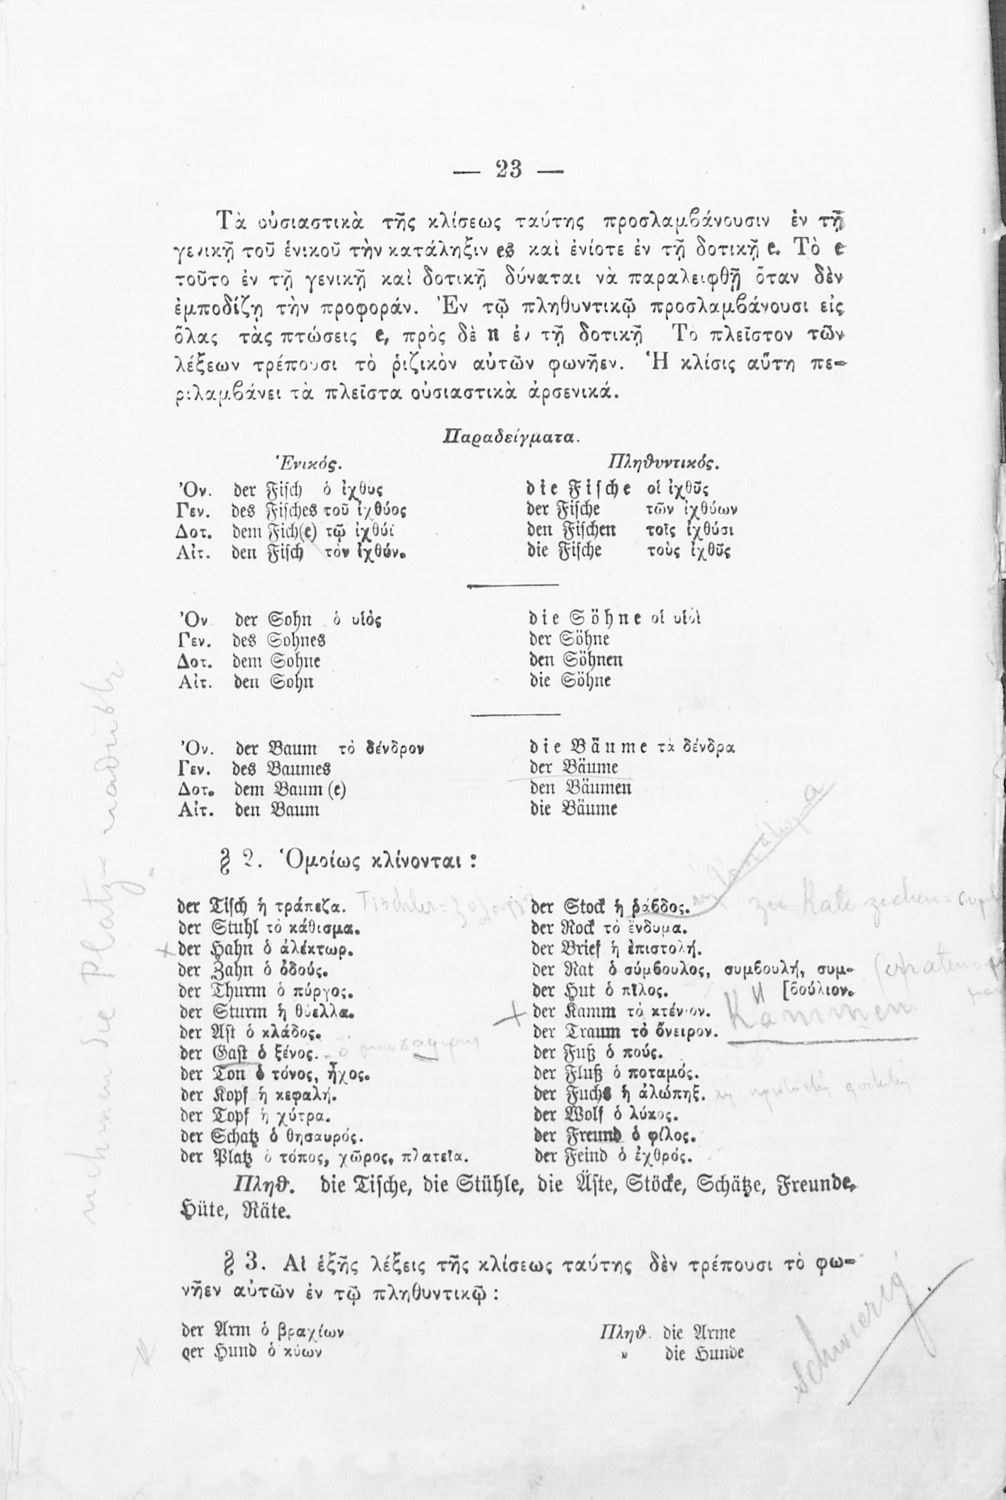 — 23 —
Τὰ οὐσιαστικὰ τῆς κλίσεως ταύτης προσλαμβάνουσιν ἐν τῇ
γενικῇ τοῦ ἑνικοῦ τὴν κατάληξιν es καὶ ἐνίοτε ἐν τῇ δοτικῇ e. Τὸ e
τοῦτο ἐν τῇ γενικῇ καὶ δοτικῇ δύναται νὰ παραλειφθῇ ὅταν δὲν
ἐμποδίζῃ τὴν προφοράν. Ἐν τῷ πληθυντικῷ προσλαμβάνουσι εἰς
ὅλας τὰς πτώσεις e, πρὸς δὲ n ἐν τῇ δοτικῇ Το πλεῖστον τῶν
λέξεων τρέπουσι τὸ ῥιζικὸν αὐτῶν φωνῆεν. Ἡ κλίσις αὕτη πε-
ριλαμβάνει τὰ πλεῖστα οὐσιαστικὰ ἀρσενικά.
Παραδείγματα.
Ἑνικός. Πληθυντικός.
Ὀν. der Fisch ὁ ἰχθύς die Fische οἱ ἰχθῦς
Γεν. des Fisches τοῦ ἰχθύος der Fische τῶν ἰχθύων
Δοτ. dem Fich(e) τῷ ἰχθύϊ den Fischen τοῖς ἰχθύσι
Αἰτ. den Fisch τὸν ἰχθύν. die Fische τοὺς ἰχθῦς
Ὀν. der Sohn ὁ υἱὸς die Söhne οἱ υἱοὶ
Γεν. des Sohnes der Söhne
Δοτ. dem Sohne den Söhnen
Αἰτ. den Sohn die Söhne
Ὀν. der Baum τὸ δένδρον die Bäume τὰ δένδρα
Γεν. des Baumes der Bäume
Δοτ. dem Baum (e) den Bäumen
Αἰτ. den Baum die Bäume
§ 2. Ὁμοίως κλίνονται :
der Tisch ἡ τράπεζα. Tischler= der Stock ἡ ῥάβδος.
der Stuhl τὸ κάθισμα. der Rock τὸ ἔνδυμα.
der Hahn ὁ ἀλέκτωρ. der Brief ἡ ἐπιστολή.
der Zahn ὁ ὀδούς. der Rat ὁ σύμβουλος, συμβουλή, συμ-
der Thurm ὁ πύργος. der Hut ὁ πῖλος. [βούλιον.
der Sturm ἡ θύελλα. der Kamm τὸ κτένιον. Kämmen
der Ast ὁ κλάδος. der Traum τὸ ὄνειρον.
der Gast ὁ ξένος. der Fuß ὁ πούς.
der Ton ὁ τόνος, ἦχος. der Fluß ὁ ποταμός.
der Kopf ἡ κεφαλή. der Fuchs ἡ ἀλώπηξ.
der Topf ἡ χύτρα. der Wolf ὁ λύκος.
der Schatz ὁ θησαυρός. der Freund ὁ φίλος.
der Platz ὁ τόπος, χῶρος, πλατεῖα. der Feind ὁ ἐχθρός.
Πληθ. die Tische, die Stühle, die Äste, Stöcke, Schätze, Freunde,
Hüte, Räte.
§ 3. Αἱ ἑξῆς λέξεις τῆς κλίσεως ταύτης δὲν τρέπουσι τὸ φω-
νῆεν αὐτῶν ἐν τῷ πληθυντικῷ :
der Arm ὁ βραχίων Πληθ. die Arme
der Hund ὁ κύων » die Hunde
nehmen Sie Platz
schwierig